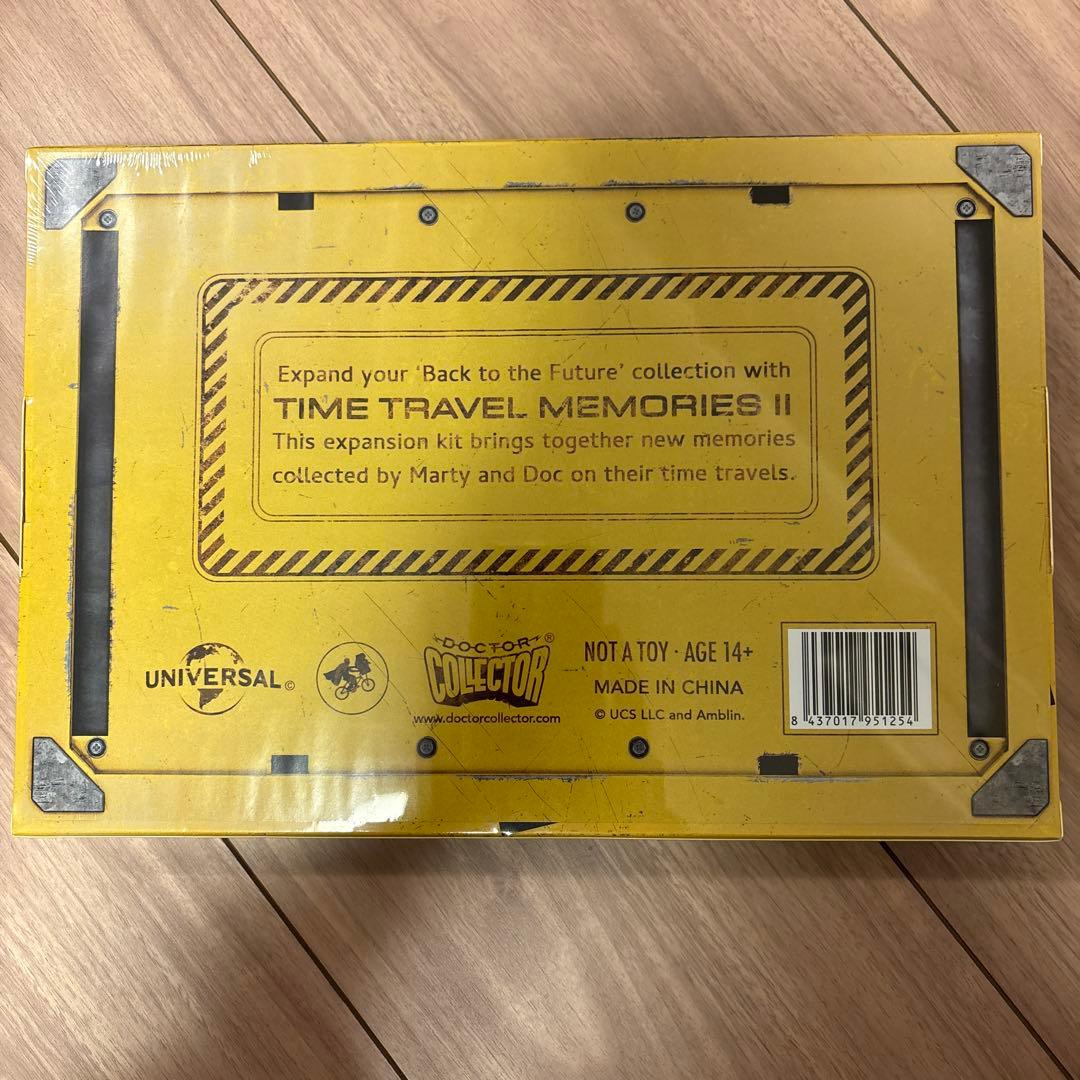 Expand your 'Back to the Future' collection with
TIME TRAVEL MEMORIES II
This expansion kit brings together new memories
collected by Marty and Doc on their time travels.
UNIVERSAL©
DOCTOR®
COLLECTOR
www.doctorcollector.com
NOT A TOY · AGE 14+
MADE IN CHINA
© UCS LLC and Amblin.
8 437017 951254